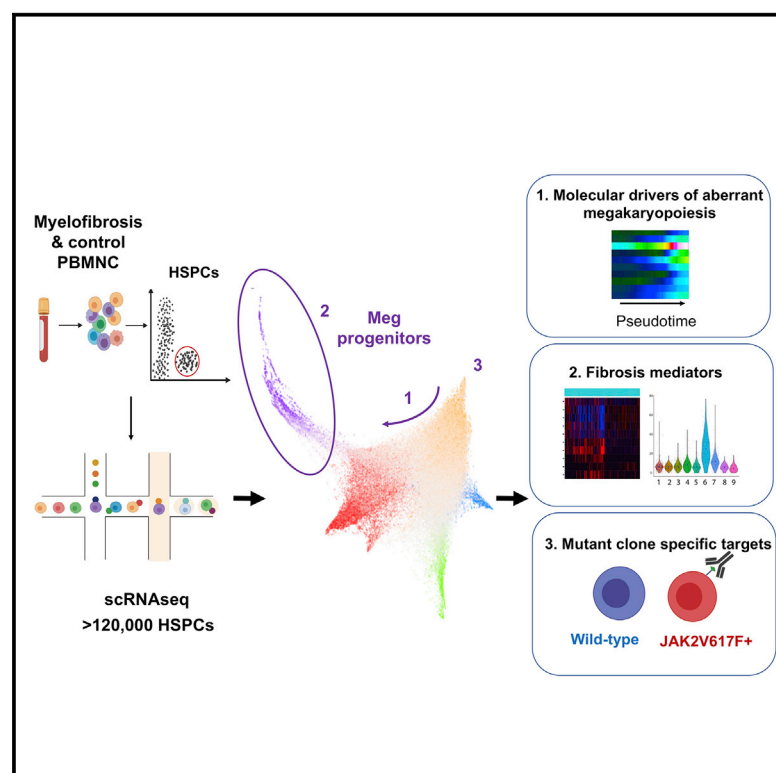 Myelofibrosis
& control
PBMNC
HSPCs
scRNAseq
>120,000 HSPCs
2
Meg
progenitors
1
3
1. Molecular drivers of aberrant
megakaryopoiesis
Pseudotime
2. Fibrosis mediators
1 2 3 4 5 6 7 8 9
3. Mutant clone specific targets
Wild-type
JAK2V617F+